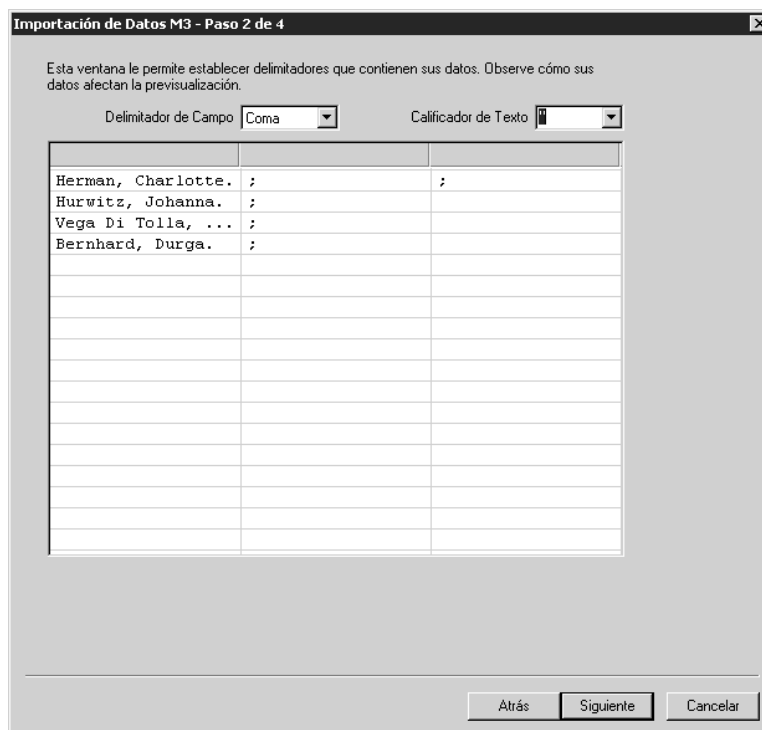 Importación de Datos M3 - Paso 2 de 4
Esta ventana le permite establecer delimitadores que contienen sus datos. Observe cómo sus
datos afectan la previsualización.
Delimitador de Campo Coma Calificador de Texto "
Herman, Charlotte. ; ;
Hurwitz, Johanna. ;
Vega Di Tolla, ... ;
Bernhard, Durga. ;
Atrás Siguiente Cancelar